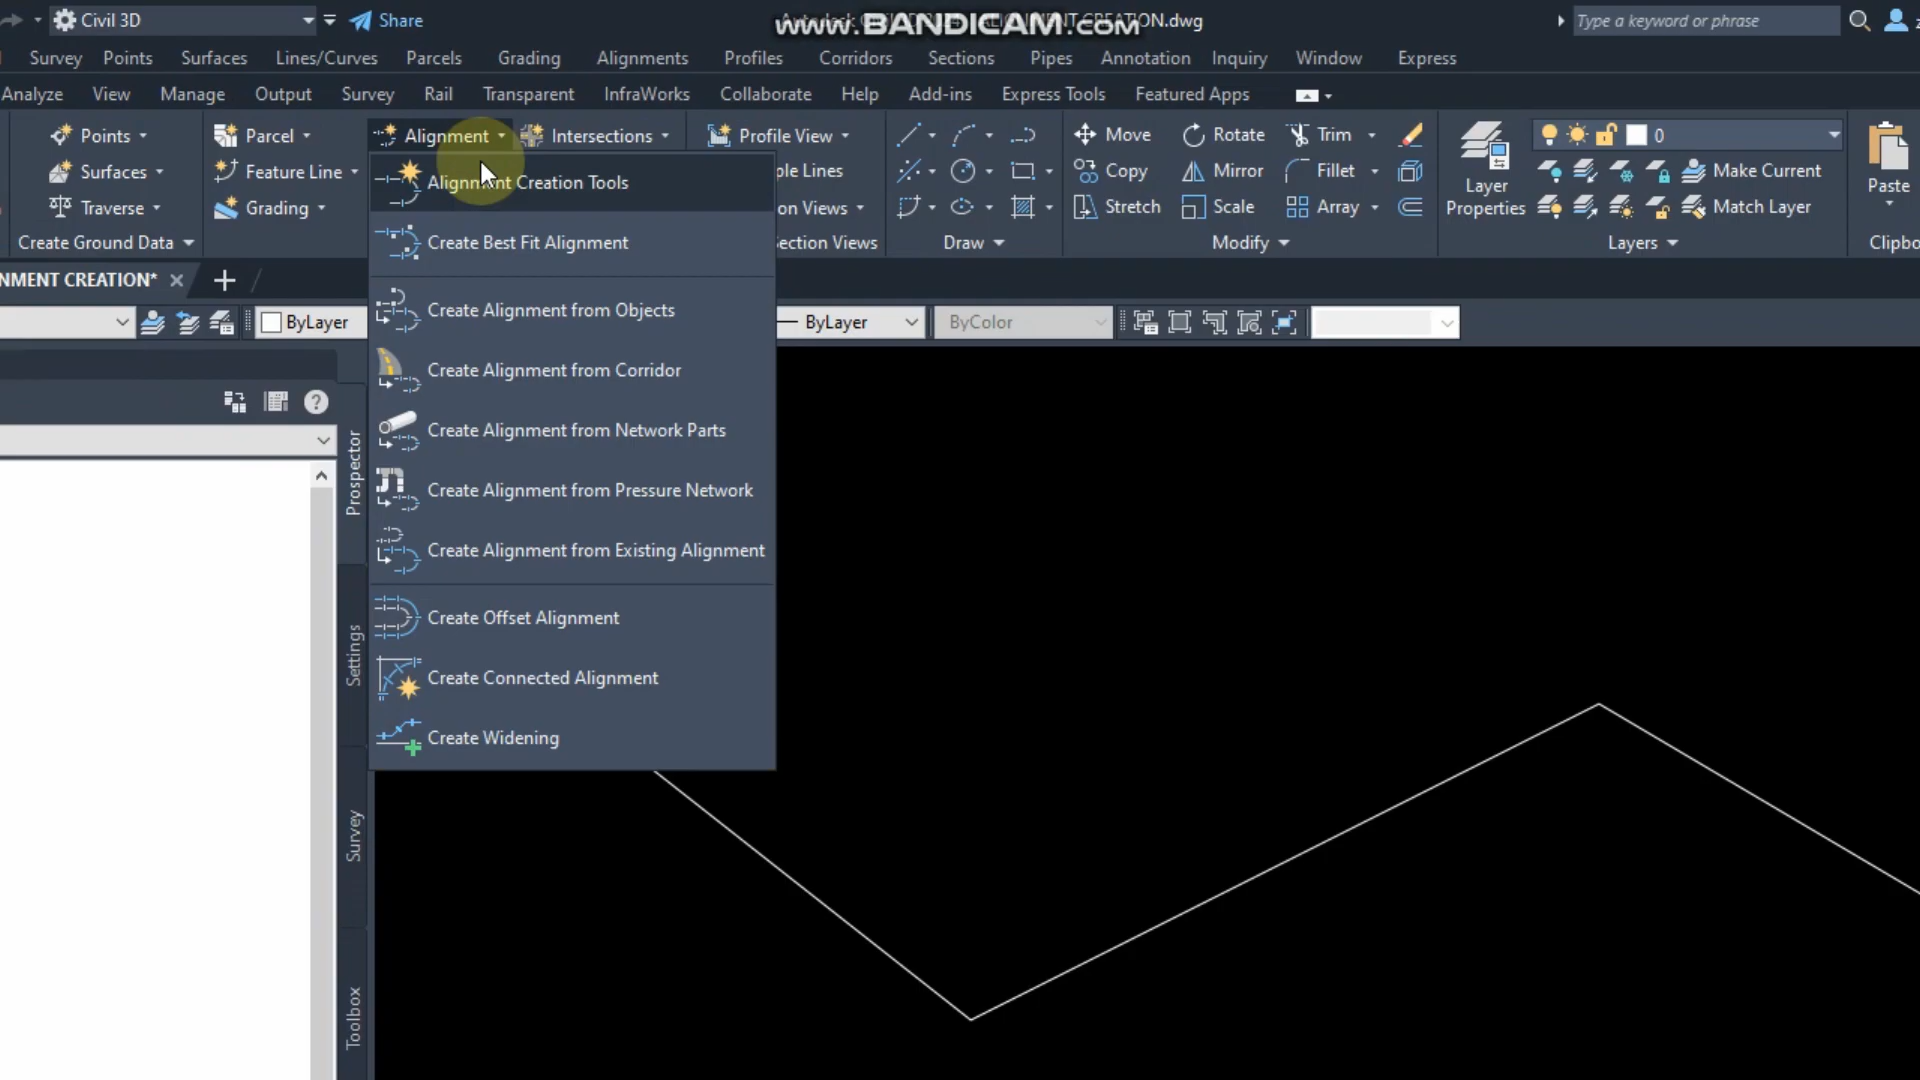 Civil 3D Share ALIGNMENT CREATION.dwg Type a keyword or phrase
www.BANDICAM.com
Survey Points Surfaces Lines/Curves Parcels Grading Alignments Profiles Corridors Sections Pipes Annotation Inquiry Window Express
Analyze View Manage Output Survey Rail Transparent InfraWorks Collaborate Help Add-ins Express Tools Featured Apps
Points Parcel Alignment Intersections Profile View Move Rotate Trim 0
Surfaces Feature Line ple Lines Copy Mirror Fillet Make Current
Traverse Grading on Views Stretch Scale Array Layer Properties Match Layer Paste
Create Ground Data ection Views Draw Modify Layers Clipbo
NMENT CREATION*
ByLayer ByLayer ByColor
Alignment Creation Tools
Create Best Fit Alignment
Create Alignment from Objects
Create Alignment from Corridor
Create Alignment from Network Parts
Create Alignment from Pressure Network
Create Alignment from Existing Alignment
Create Offset Alignment
Create Connected Alignment
Create Widening
Prospector
Settings
Survey
Toolbox